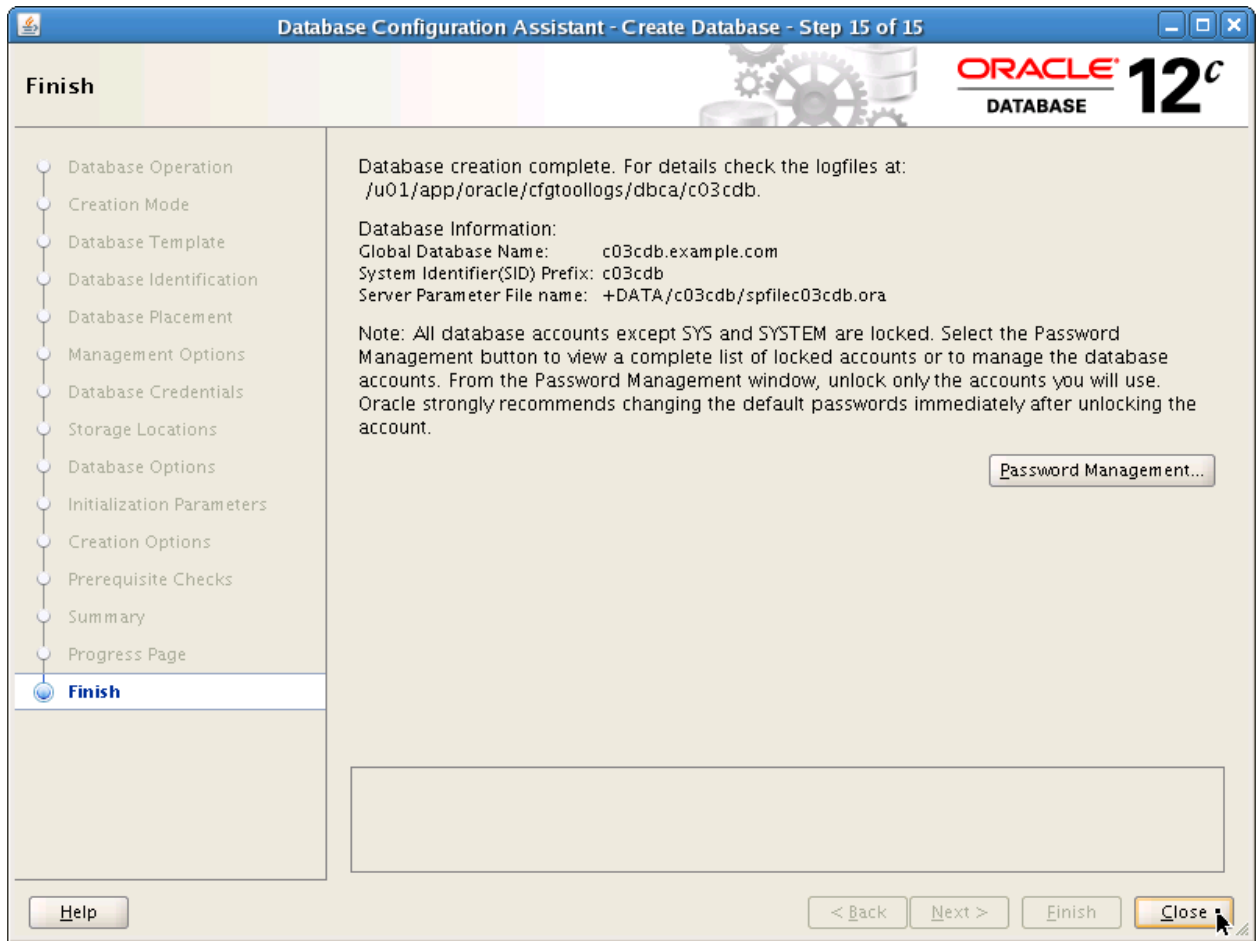 Database Configuration Assistant - Create Database - Step 15 of 15
Finish
ORACLE
DATABASE
12c
Database Operation
Creation Mode
Database Template
Database Identification
Database Placement
Management Options
Database Credentials
Storage Locations
Database Options
Initialization Parameters
Creation Options
Prerequisite Checks
Summary
Progress Page
Finish
Database creation complete. For details check the logfiles at:
/u01/app/oracle/cfgtoollogs/dbca/c03cdb.
Database Information:
Global Database Name: c03cdb.example.com
System Identifier(SID) Prefix: c03cdb
Server Parameter File name: +DATA/c03cdb/spfilec03cdb.ora
Note: All database accounts except SYS and SYSTEM are locked. Select the Password
Management button to view a complete list of locked accounts or to manage the database
accounts. From the Password Management window, unlock only the accounts you will use.
Oracle strongly recommends changing the default passwords immediately after unlocking the
account.
Password Management...
Help
< Back
Next >
Finish
Close